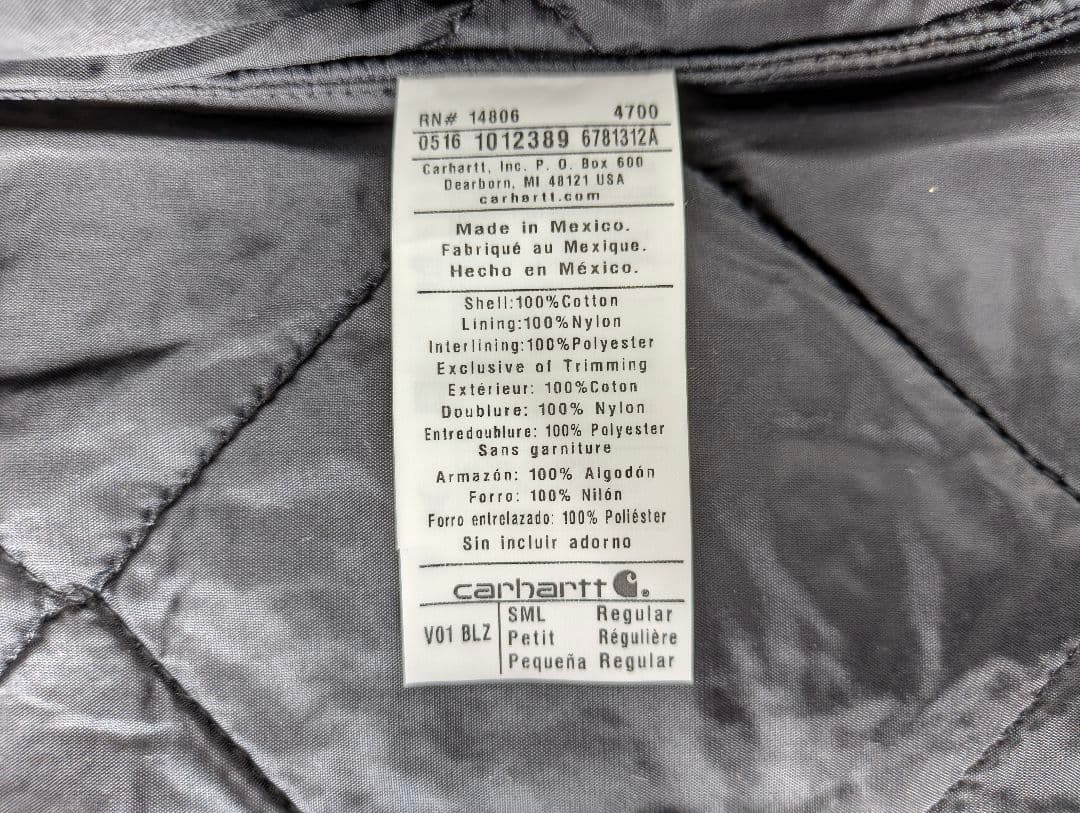 RN# 14806 4700
0516 1012389 6781312A
Carhartt, Inc. P. O. Box 600
Dearborn, MI 48121 USA
carhartt.com
Made in Mexico.
Fabriqué au Mexique.
Hecho en México.
Shell:100%Cotton
Lining:100%Nylon
Interlining:100%Polyester
Exclusive of Trimming
Extérieur: 100%Coton
Doublure: 100% Nylon
Entredoublure: 100% Polyester
Sans garniture
Armazón: 100% Algodón
Forro: 100% Nilón
Forro entrelazado: 100% Poliéster
Sin incluir adorno
carhartt
V01 BLZ
SML Regular
Petit Régulière
Pequeña Regular